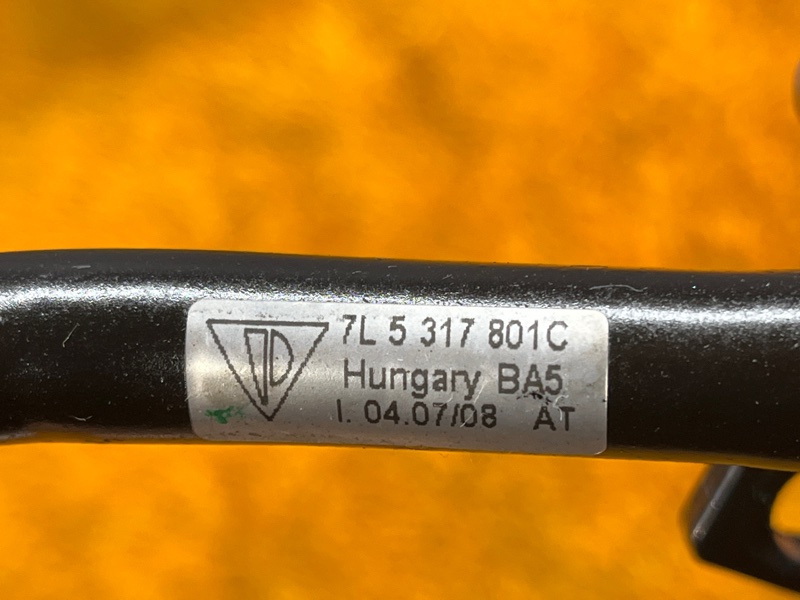 7L 5 317 801C
Hungary BA5
I. 04.07/08 AT